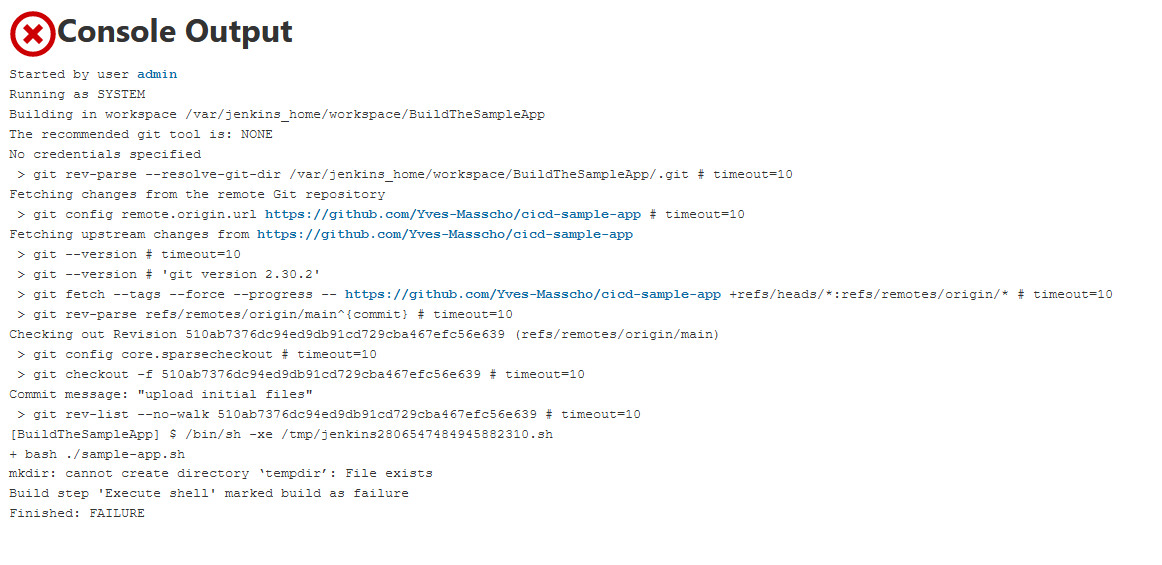 Console Output
Started by user admin
Running as SYSTEM
Building in workspace /var/jenkins_home/workspace/BuildTheSampleApp
The recommended git tool is: NONE
No credentials specified
 > git rev-parse --resolve-git-dir /var/jenkins_home/workspace/BuildTheSampleApp/.git # timeout=10
Fetching changes from the remote Git repository
 > git config remote.origin.url https://github.com/Yves-Masscho/cicd-sample-app # timeout=10
Fetching upstream changes from https://github.com/Yves-Masscho/cicd-sample-app
 > git --version # timeout=10
 > git --version # 'git version 2.30.2'
 > git fetch --tags --force --progress -- https://github.com/Yves-Masscho/cicd-sample-app +refs/heads/*:refs/remotes/origin/* # timeout=10
 > git rev-parse refs/remotes/origin/main^{commit} # timeout=10
Checking out Revision 510ab7376dc94ed9db91cd729cba467efc56e639 (refs/remotes/origin/main)
 > git config core.sparsecheckout # timeout=10
 > git checkout -f 510ab7376dc94ed9db91cd729cba467efc56e639 # timeout=10
Commit message: "upload initial files"
 > git rev-list --no-walk 510ab7376dc94ed9db91cd729cba467efc56e639 # timeout=10
[BuildTheSampleApp] $ /bin/sh -xe /tmp/jenkins2806547484945882310.sh
+ bash ./sample-app.sh
mkdir: cannot create directory ‘tempdir’: File exists
Build step 'Execute shell' marked build as failure
Finished: FAILURE